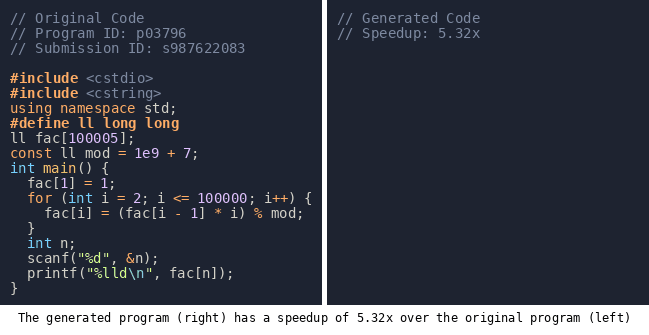 // Original Code
// Program ID: p03796
// Submission ID: s987622083
#include <cstdio>
#include <cstring>
using namespace std;
#define ll long long
ll fac[100005];
const ll mod = 1e9 + 7;
int main() {
  fac[1] = 1;
  for (int i = 2; i <= 100000; i++) {
    fac[i] = (fac[i - 1] * i) % mod;
  }
  int n;
  scanf("%d", &n);
  printf("%lld\n", fac[n]);
}
// Generated Code
// Speedup: 5.32x
The generated program (right) has a speedup of 5.32x over the original program (left)